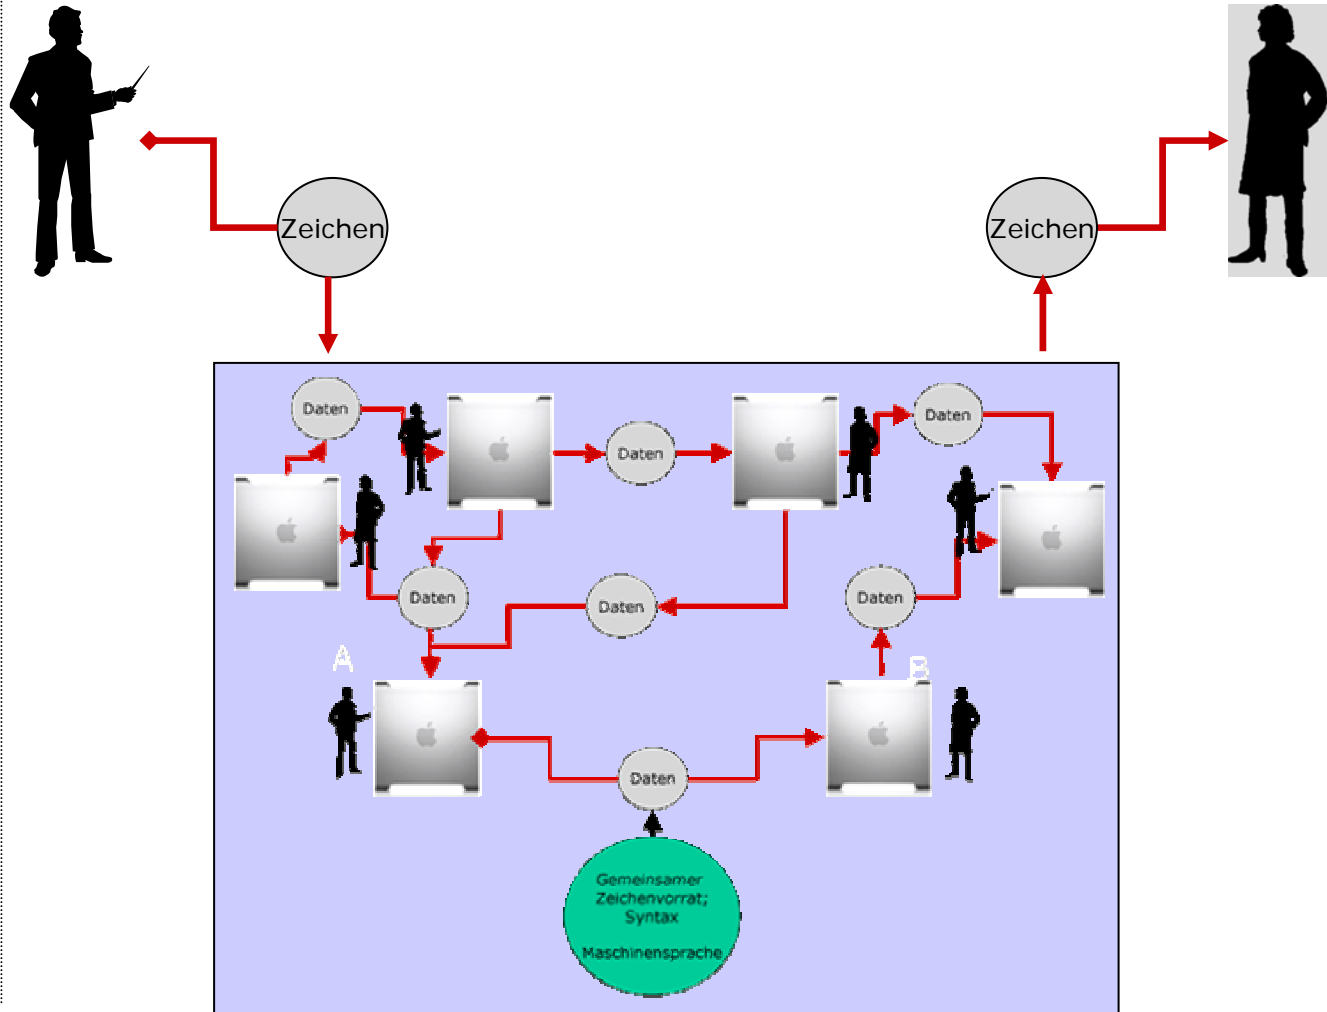 Zeichen
Zeichen
Daten
Daten
Daten
Daten
Daten
Daten
A
B
Daten
Gemeinsamer
Zeichenvorrat;
Syntax
Maschinensprache